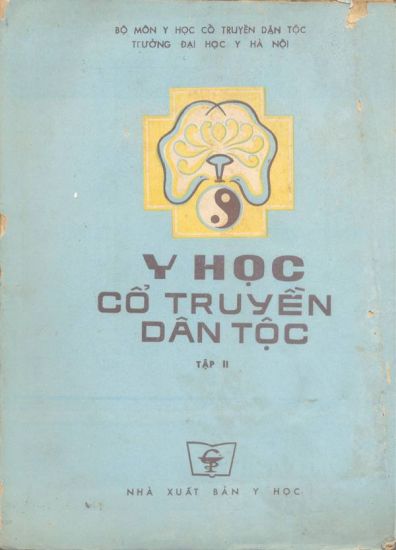 BỘ MÔN Y HỌC CỔ TRUYỀN DÂN TỘC
TRƯỜNG ĐẠI HỌC Y HÀ NỘI
Y HỌC
CỔ TRUYỀN
DÂN TỘC
TẬP II
NHÀ XUẤT BẢN Y HỌC